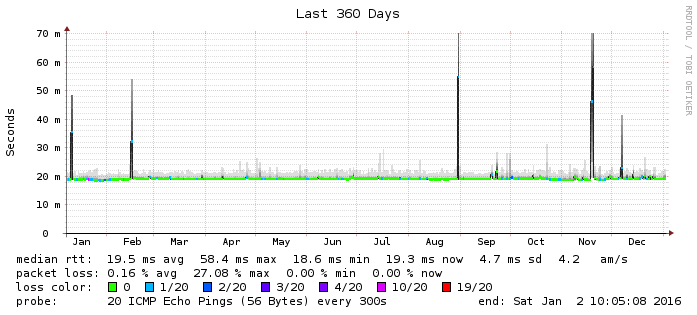 Last 360 Days
RRDTOOL / TOBI OETIKER
Seconds
70 m
60 m
50 m
40 m
30 m
20 m
10 m
0
Jan Feb Mar Apr May Jun Jul Aug Sep Oct Nov Dec
median rtt: 19.5 ms avg 58.4 ms max 18.6 ms min 19.3 ms now 4.7 ms sd 4.2 am/s
packet loss: 0.16 % avg 27.08 % max 0.00 % min 0.00 % now
loss color: 0 1/20 2/20 3/20 4/20 10/20 19/20
probe: 20 ICMP Echo Pings (56 Bytes) every 300s end: Sat Jan 2 10:05:08 2016